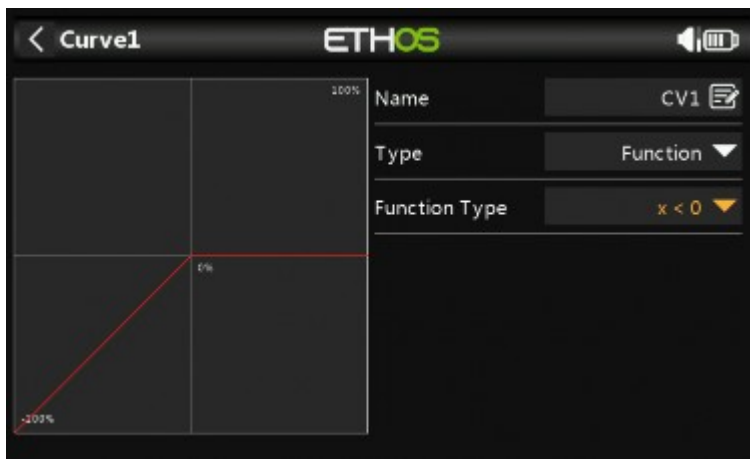 Curve1
ETHOS
100%
Name
CV1
Type
Function
Function Type
x < 0
0%
-100%